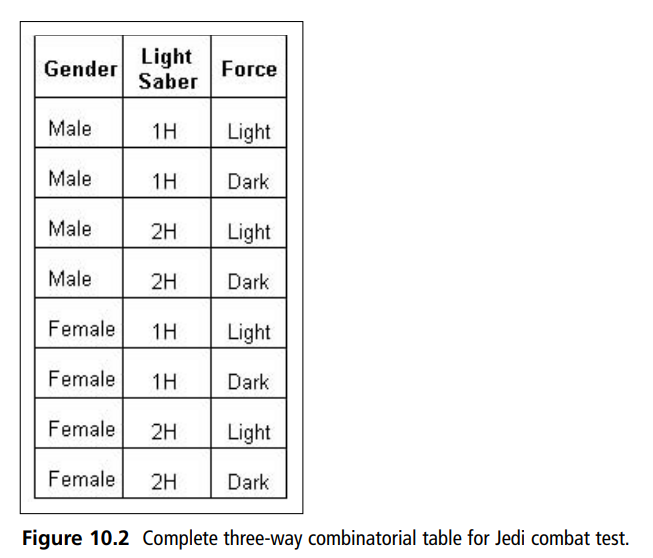 Gender Light Saber Force
Male 1H Light
Male 1H Dark
Male 2H Light
Male 2H Dark
Female 1H Light
Female 1H Dark
Female 2H Light
Female 2H Dark
Figure 10.2 Complete three-way combinatorial table for Jedi combat test.